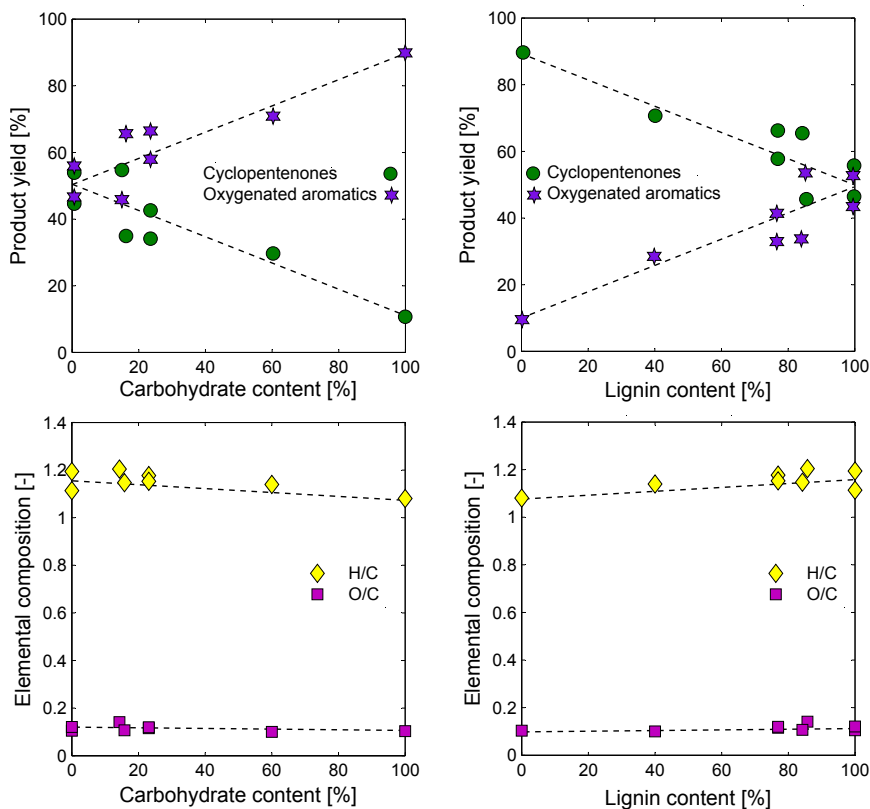 100
80
60
40
20
0
Product yield [%]
Cyclopentenones
Oxygenated aromatics
0 20 40 60 80 100
Carbohydrate content [%]
100
80
60
40
20
0
Product yield [%]
Cyclopentenones
Oxygenated aromatics
0 20 40 60 80 100
Lignin content [%]
1.4
1.2
1
0.8
0.6
0.4
0.2
0
Elemental composition [-]
H/C
O/C
0 20 40 60 80 100
Carbohydrate content [%]
1.4
1.2
1
0.8
0.6
0.4
0.2
0
Elemental composition [-]
H/C
O/C
0 20 40 60 80 100
Lignin content [%]